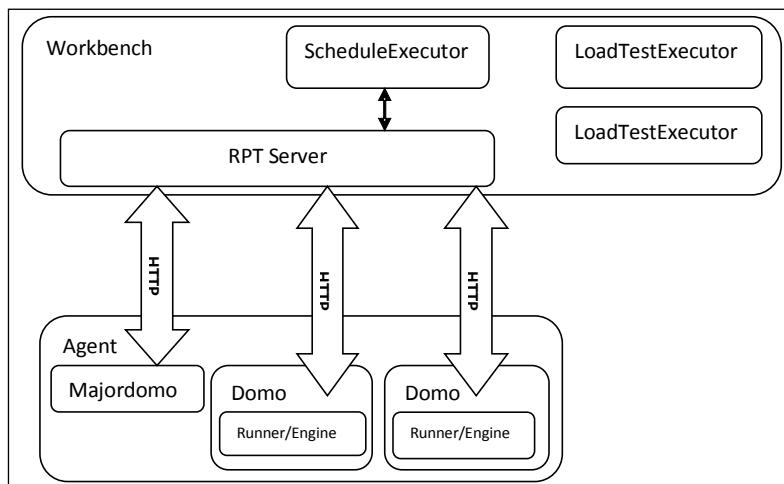 Workbench
ScheduleExecutor
LoadTestExecutor
LoadTestExecutor
RPT Server
HTTP
HTTP
HTTP
Agent
Majordomo
Domo
Runner/Engine
Domo
Runner/Engine